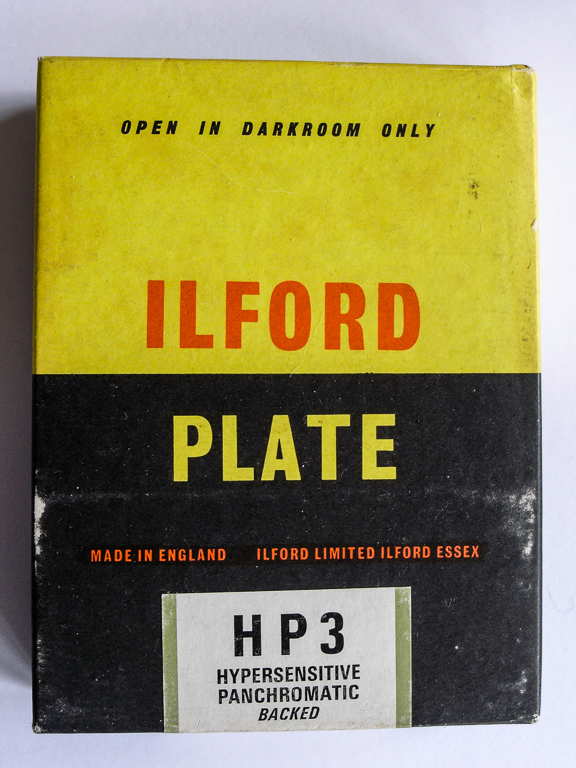 OPEN IN DARKROOM ONLY
ILFORD
PLATE
MADE IN ENGLAND ILFORD LIMITED ILFORD ESSEX
HP3
HYPERSENSITIVE
PANCHROMATIC
BACKED